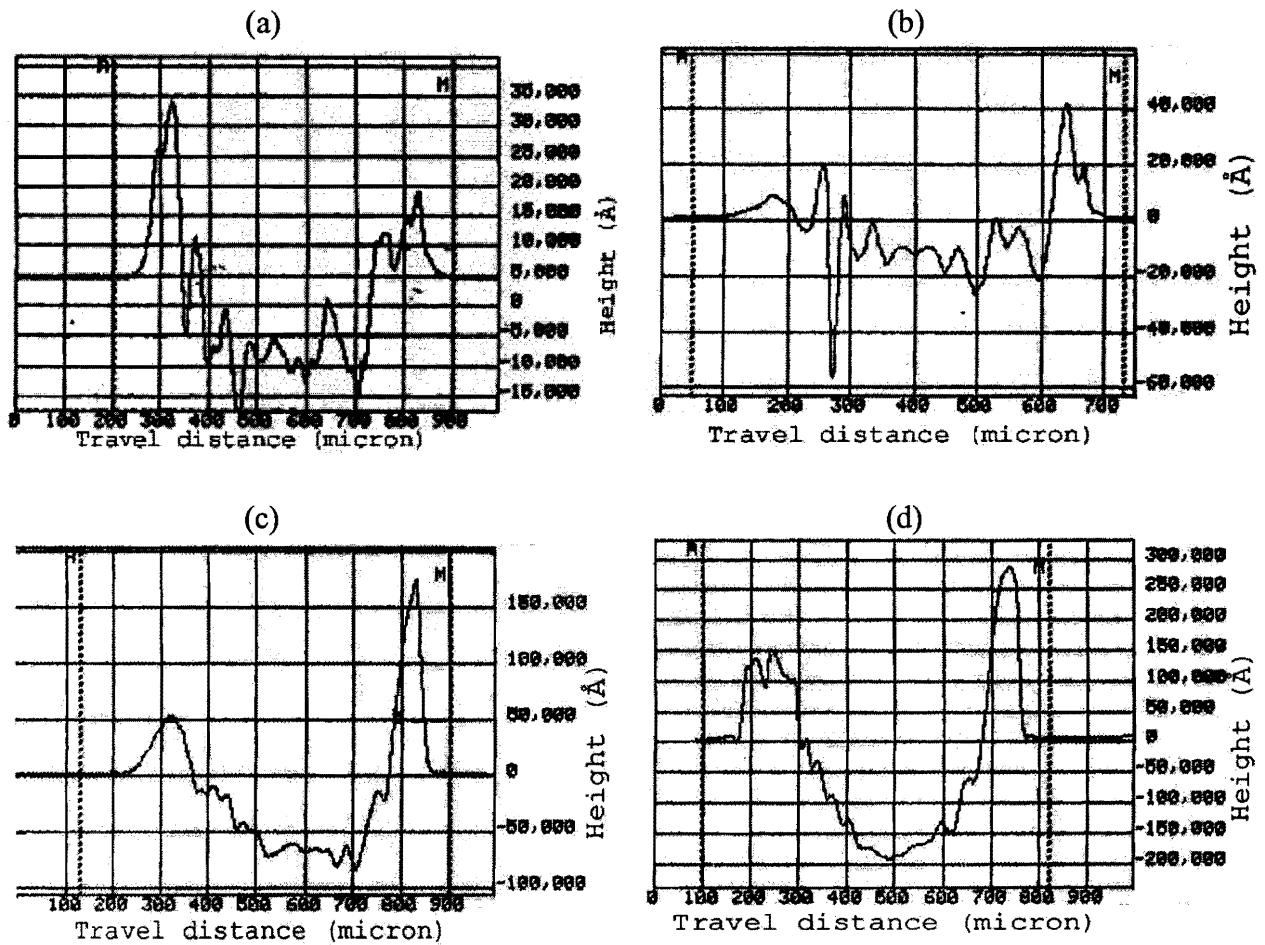 (a)
35,000
30,000
25,000
20,000
15,000
10,000
5,000
0
-5,000
-10,000
-15,000
Height (Å)
0 100 200 300 400 500 600 700 800 900
Travel distance (micron)
M
(b)
M
40,000
20,000
0
-20,000
-40,000
-60,000
Height (Å)
0 100 200 300 400 500 600 700
Travel distance (micron)
(c)
M
150,000
100,000
50,000
0
-50,000
-100,000
Height (Å)
100 200 300 400 500 600 700 800 900
Travel distance (micron)
(d)
M
300,000
250,000
200,000
150,000
100,000
50,000
0
-50,000
-100,000
-150,000
-200,000
Height (Å)
0 100 200 300 400 500 600 700 800 900
Travel distance (micron)